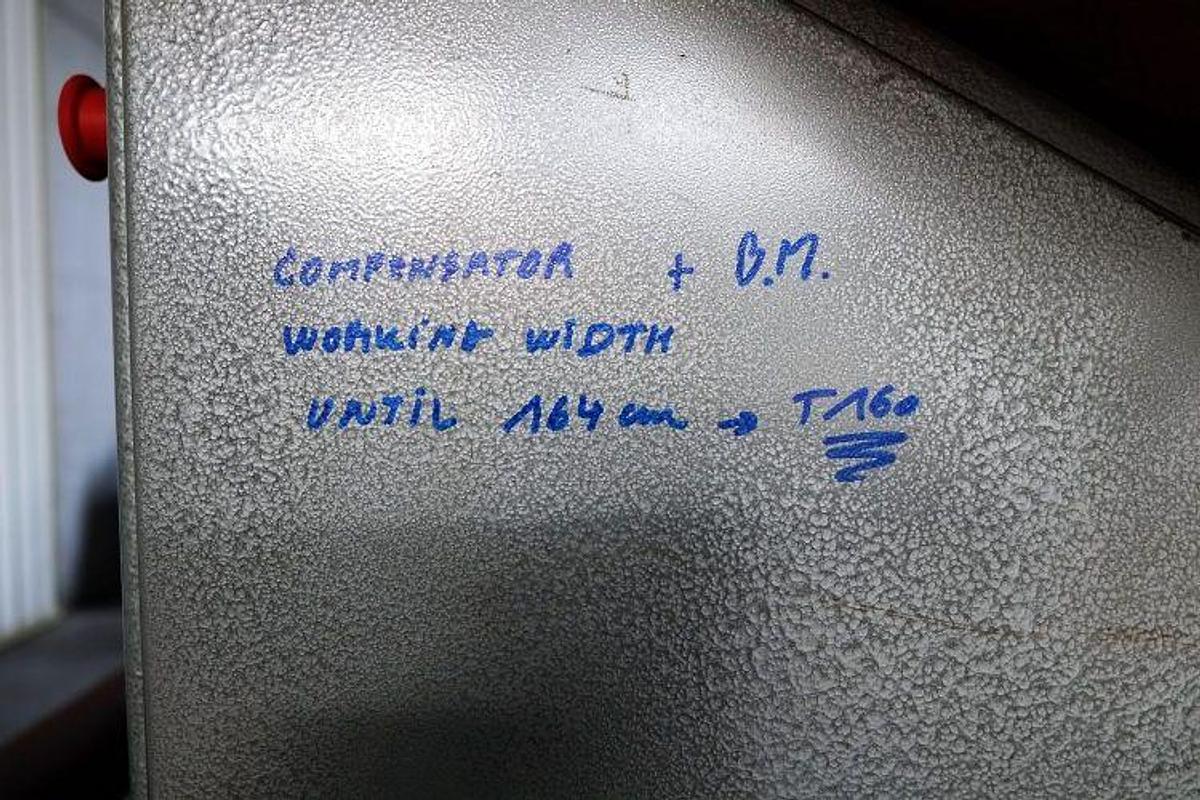 COMPENSATOR + B.M.
WORKING WIDTH
UNTIL 164 cm → T160